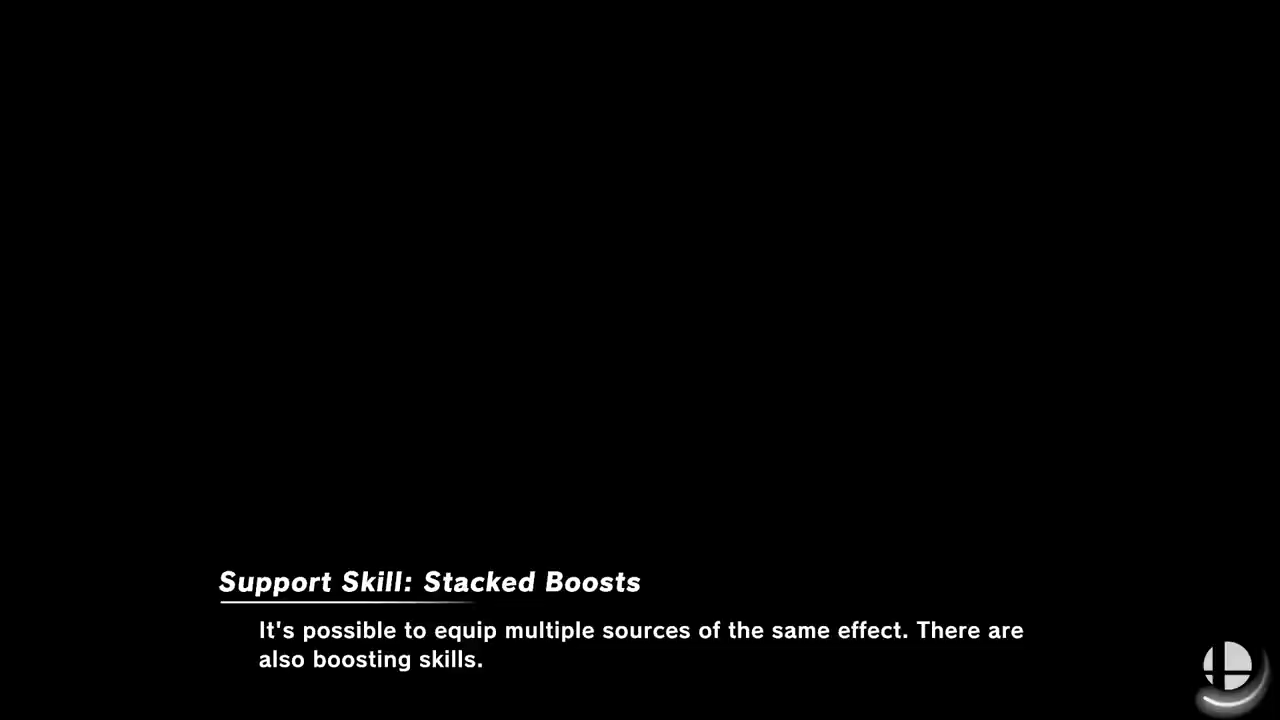 Support Skill: Stacked Boosts
It's possible to equip multiple sources of the same effect. There are
also boosting skills.